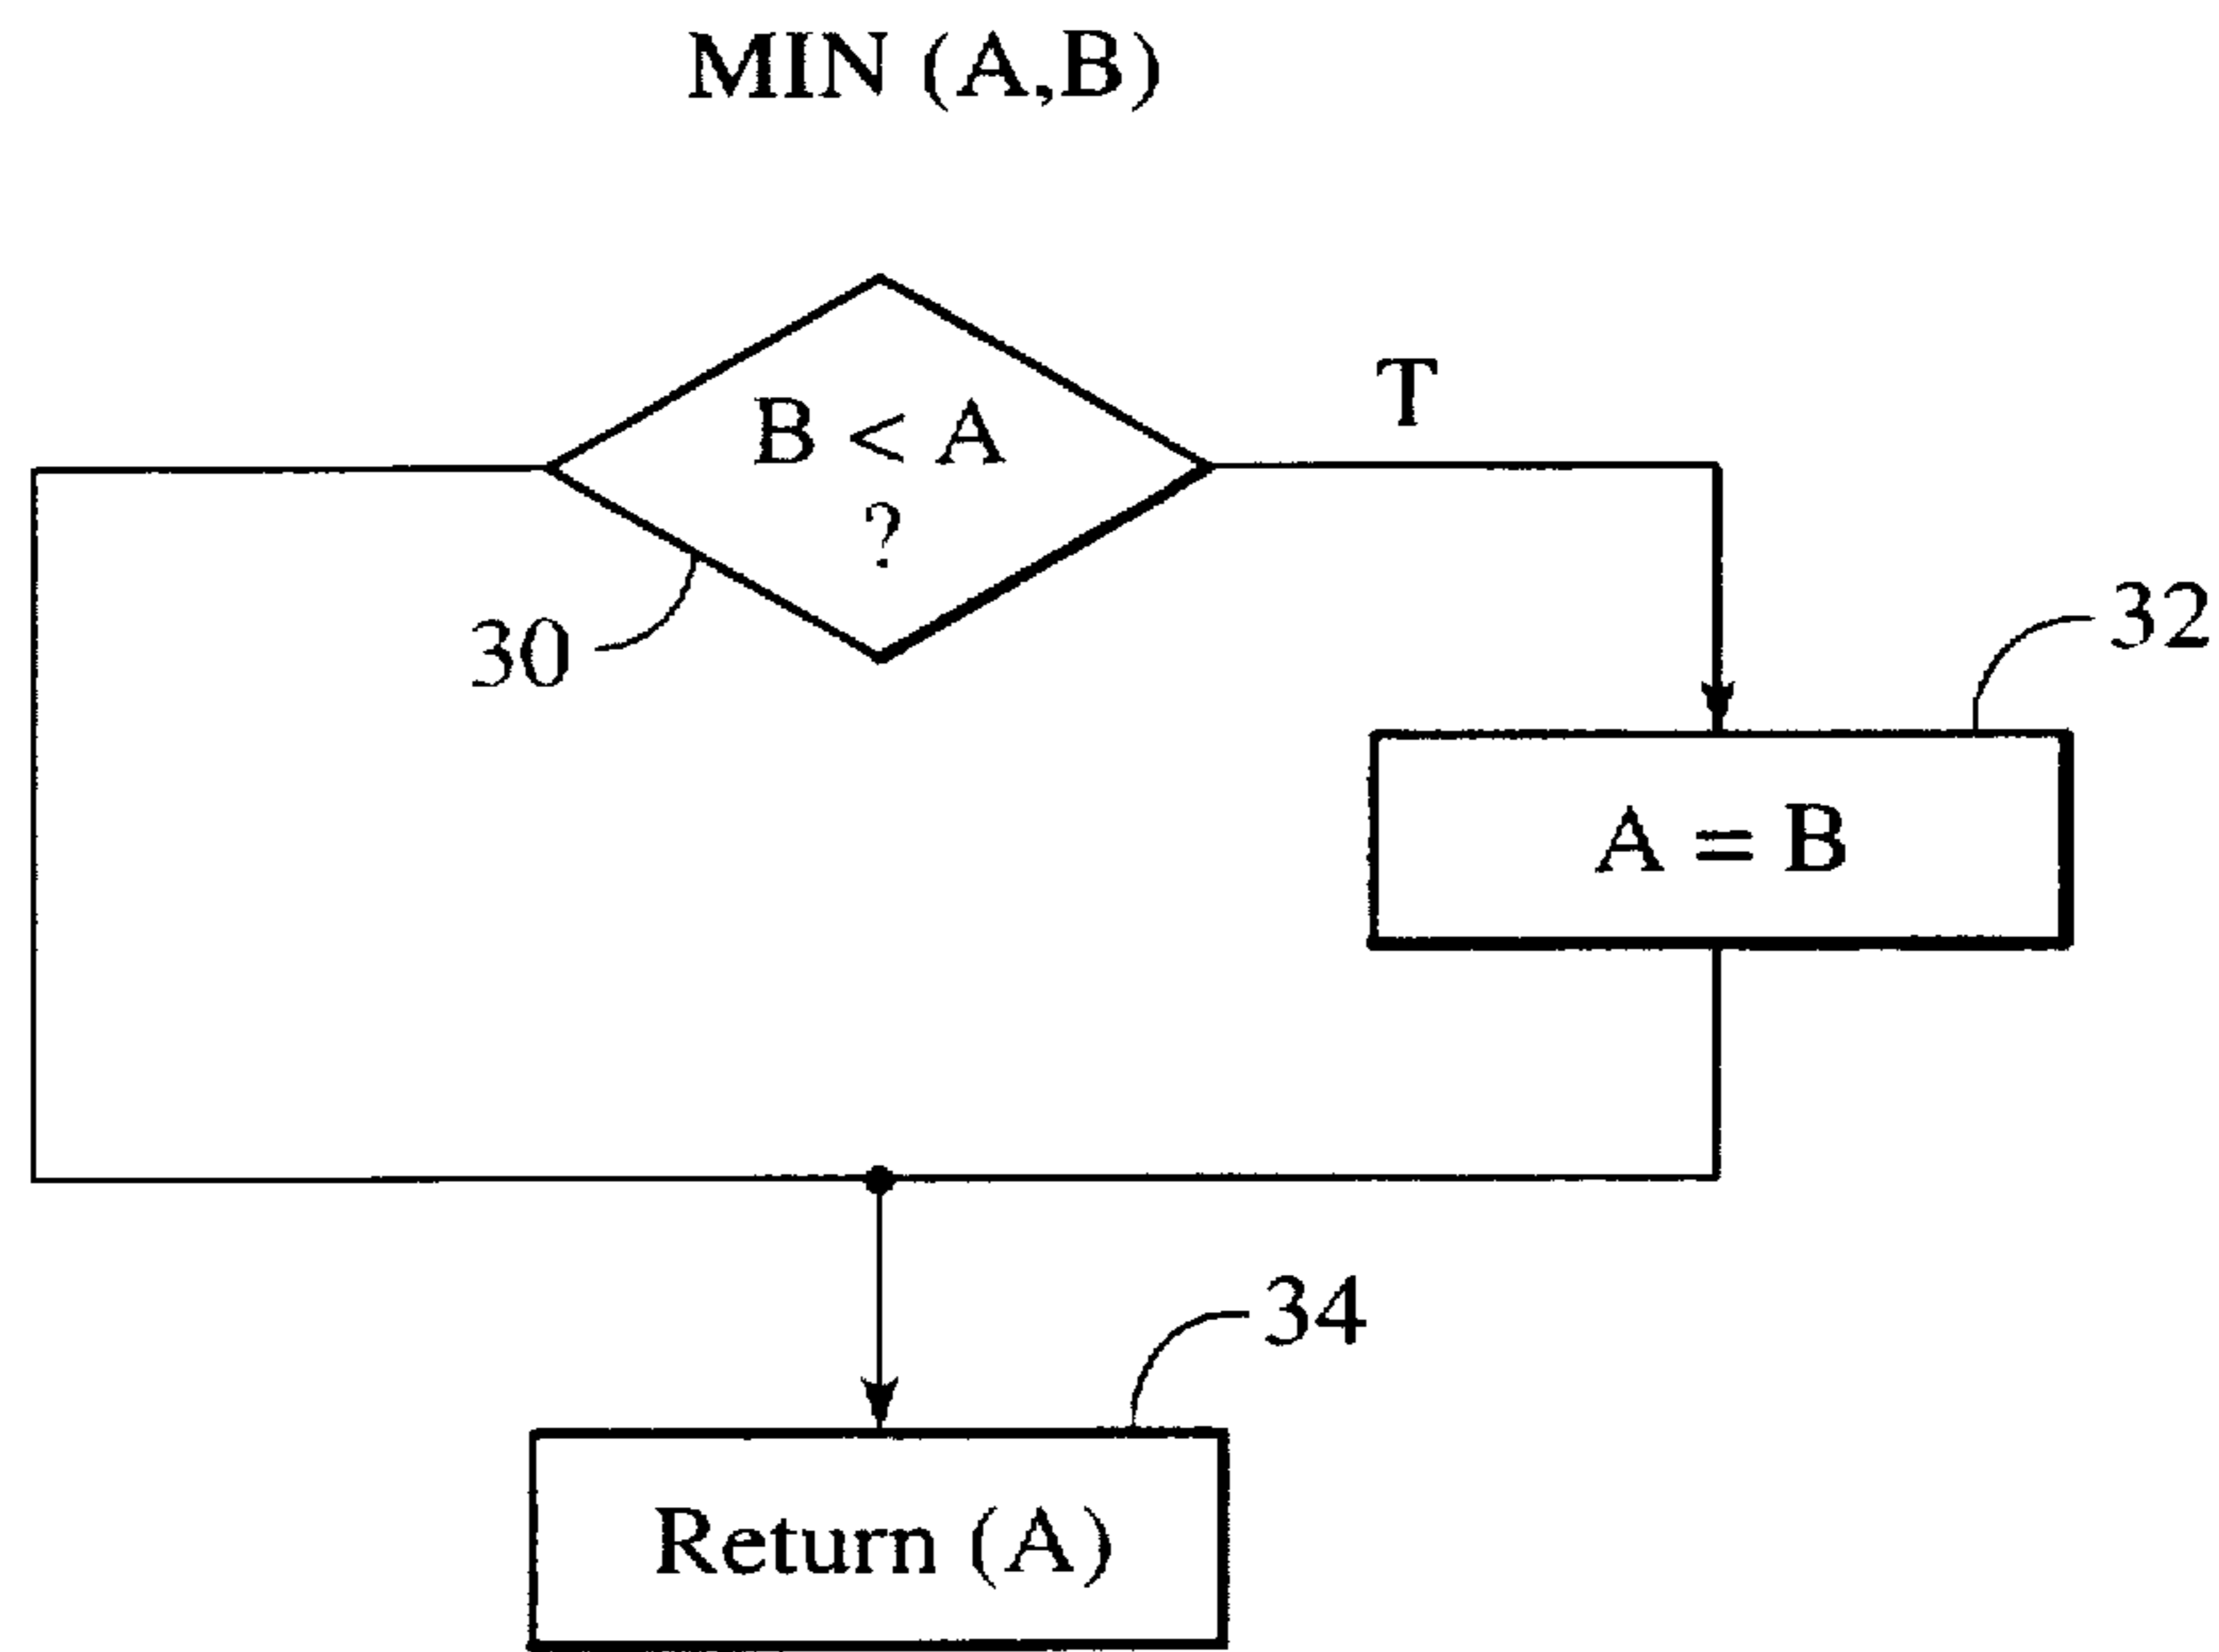 MIN (A,B)
B < A
?
T
30
32
A = B
34
Return (A)